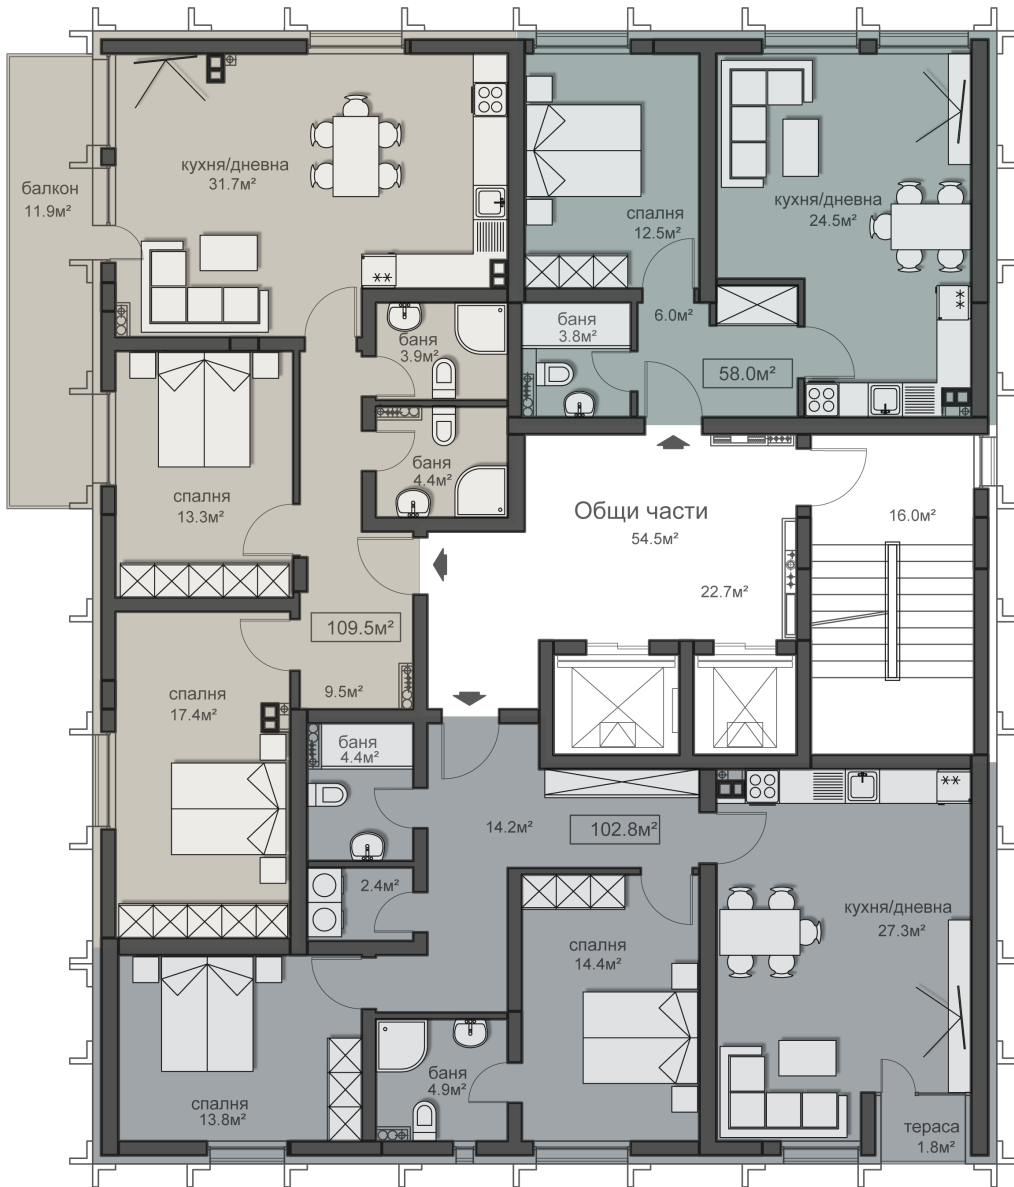 кухня/дневна
31.7м²
балкон
11.9м²
спалня
12.5м²
кухня/дневна
24.5м²
баня
3.9м²
баня
3.8м²
6.0м²
58.0м²
баня
4.4м²
спалня
13.3м²
Общи части
54.5м²
16.0м²
22.7м²
109.5м²
9.5м²
спалня
17.4м²
баня
4.4м²
14.2м²
102.8м²
2.4м²
кухня/дневна
27.3м²
спалня
14.4м²
спалня
13.8м²
баня
4.9м²
тераса
1.8м²